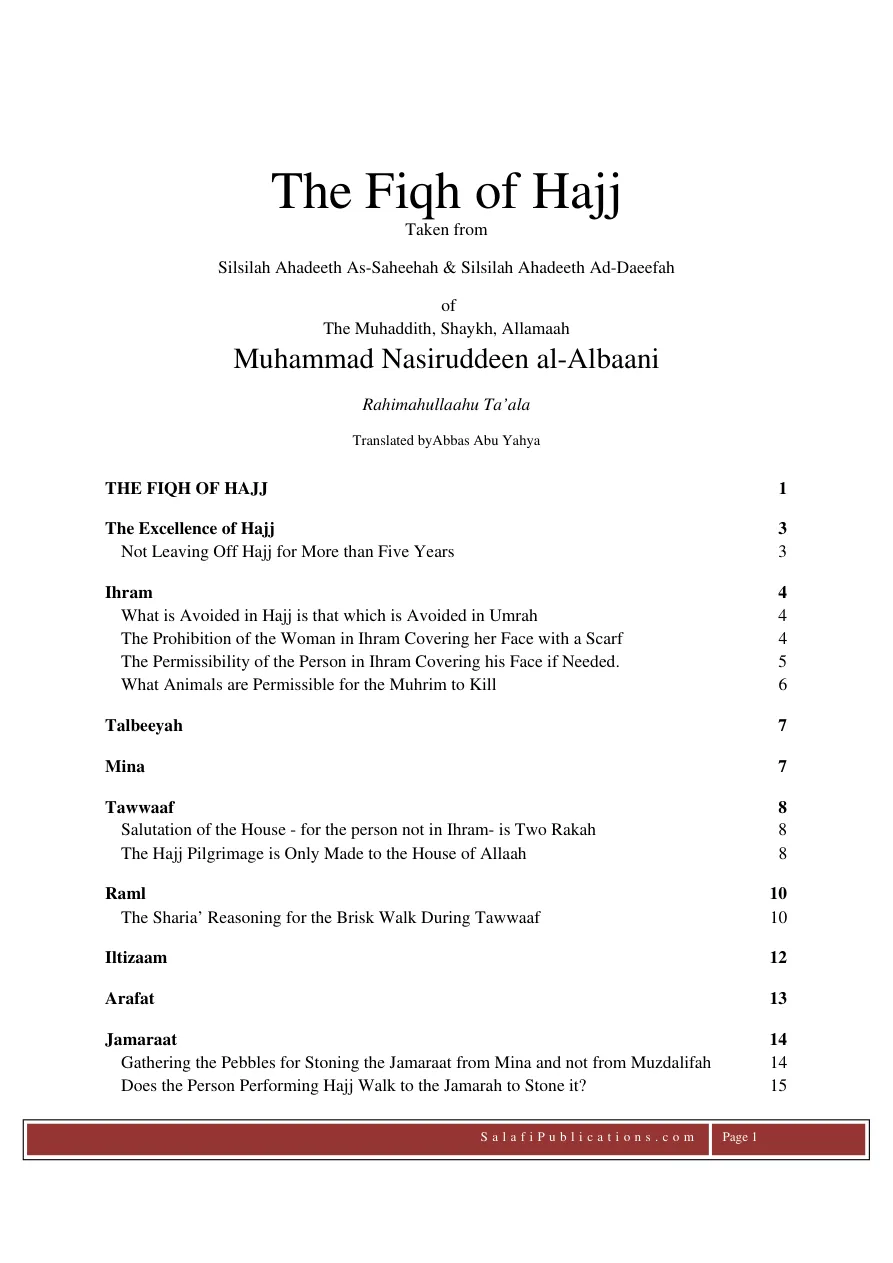 The Fiqh of Hajj
Taken from
Silsilah Ahadeeth As-Saheehah & Silsilah Ahadeeth Ad-Daeefah
of
The Muhaddith, Shaykh, Allamaah
Muhammad Nasiruddeen al-Albaani
Rahimahullaahu Ta’ala
Translated byAbbas Abu Yahya
THE FIQH OF HAJJ 1
The Excellence of Hajj 3
Not Leaving Off Hajj for More than Five Years 3
Ihram 4
What is Avoided in Hajj is that which is Avoided in Umrah 4
The Prohibition of the Woman in Ihram Covering her Face with a Scarf 4
The Permissibility of the Person in Ihram Covering his Face if Needed. 5
What Animals are Permissible for the Muhrim to Kill 6
Talbeeyah 7
Mina 7
Tawwaaf 8
Salutation of the House - for the person not in Ihram- is Two Rakah 8
The Hajj Pilgrimage is Only Made to the House of Allaah 8
Raml 10
The Sharia’ Reasoning for the Brisk Walk During Tawwaaf 10
Iltizaam 12
Arafat 13
Jamaraat 14
Gathering the Pebbles for Stoning the Jamaraat from Mina and not from Muzdalifah 14
Does the Person Performing Hajj Walk to the Jamarah to Stone it? 15
SalafiPublications.com Page 1